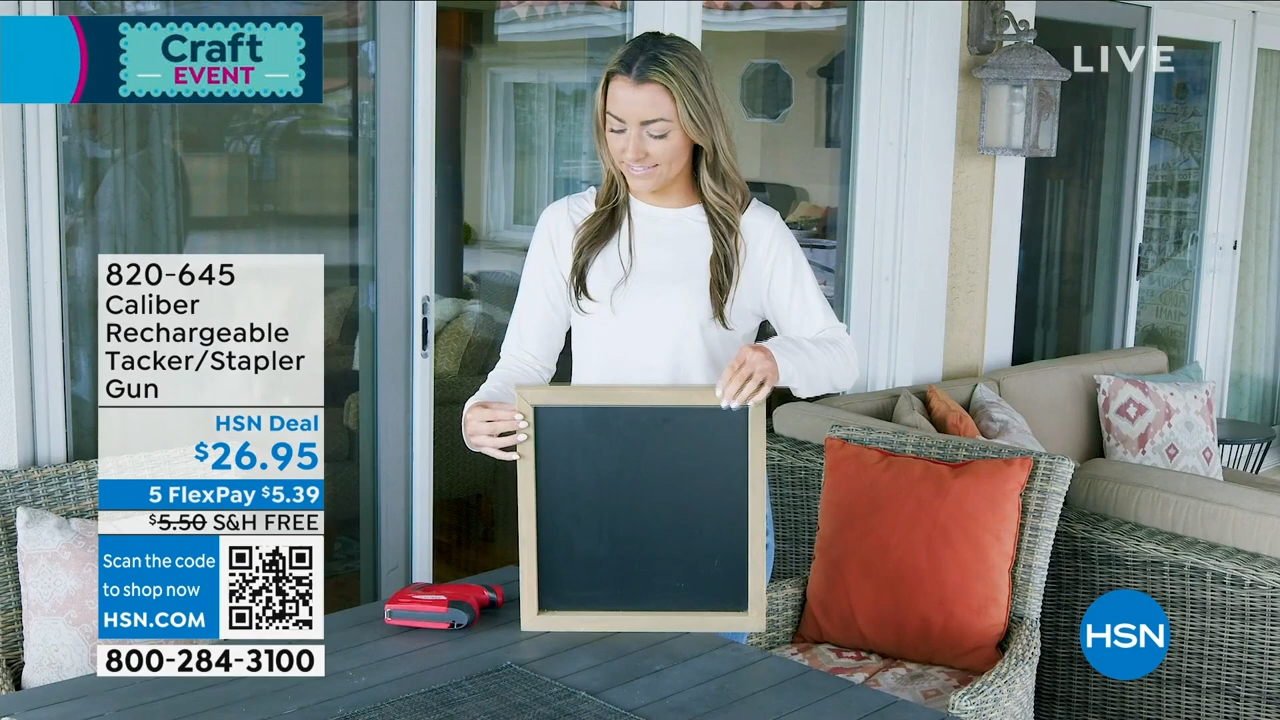 Craft
EVENT
LIVE
820-645
Caliber
Rechargeable
Tacker/Stapler
Gun
HSN Deal
$26.95
5 FlexPay $5.39
$5.50 S&H FREE
Scan the code
to shop now
HSN.COM
800-284-3100
HSN